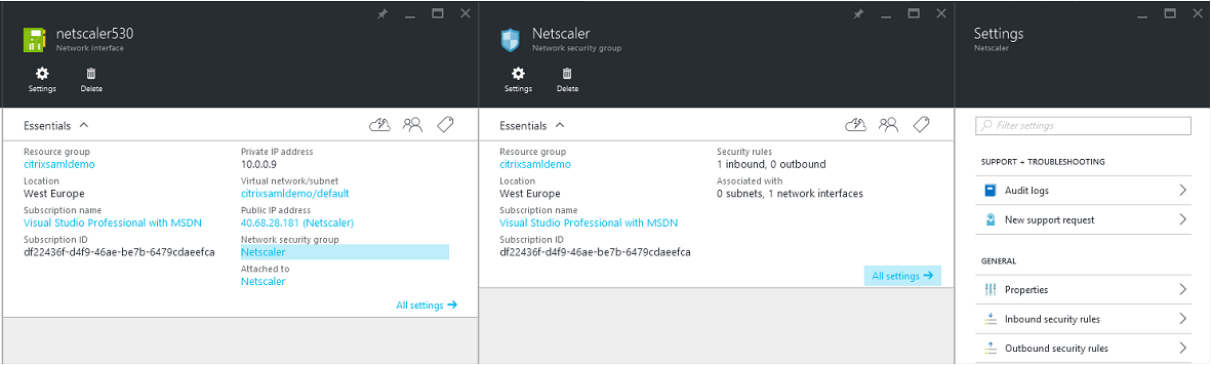 netscaler530
Network interface
Settings
Delete
Essentials
Resource group
citrixsamldemo
Location
West Europe
Subscription name
Visual Studio Professional with MSDN
Subscription ID
df22436f-d4f9-46ae-be7b-6479cdaeefca
Private IP address
10.0.0.9
Virtual network/subnet
citrixsamldemo/default
Public IP address
40.68.28.181 (Netscaler)
Network security group
Netscaler
Attached to
Netscaler
All settings →
Netscaler
Network security group
Settings
Delete
Essentials
Resource group
citrixsamldemo
Location
West Europe
Subscription name
Visual Studio Professional with MSDN
Subscription ID
df22436f-d4f9-46ae-be7b-6479cdaeefca
Security rules
1 inbound, 0 outbound
Associated with
0 subnets, 1 network interfaces
All settings →
Settings
Netscaler
Filter settings
SUPPORT + TROUBLESHOOTING
Audit logs
New support request
GENERAL
Properties
Inbound security rules
Outbound security rules